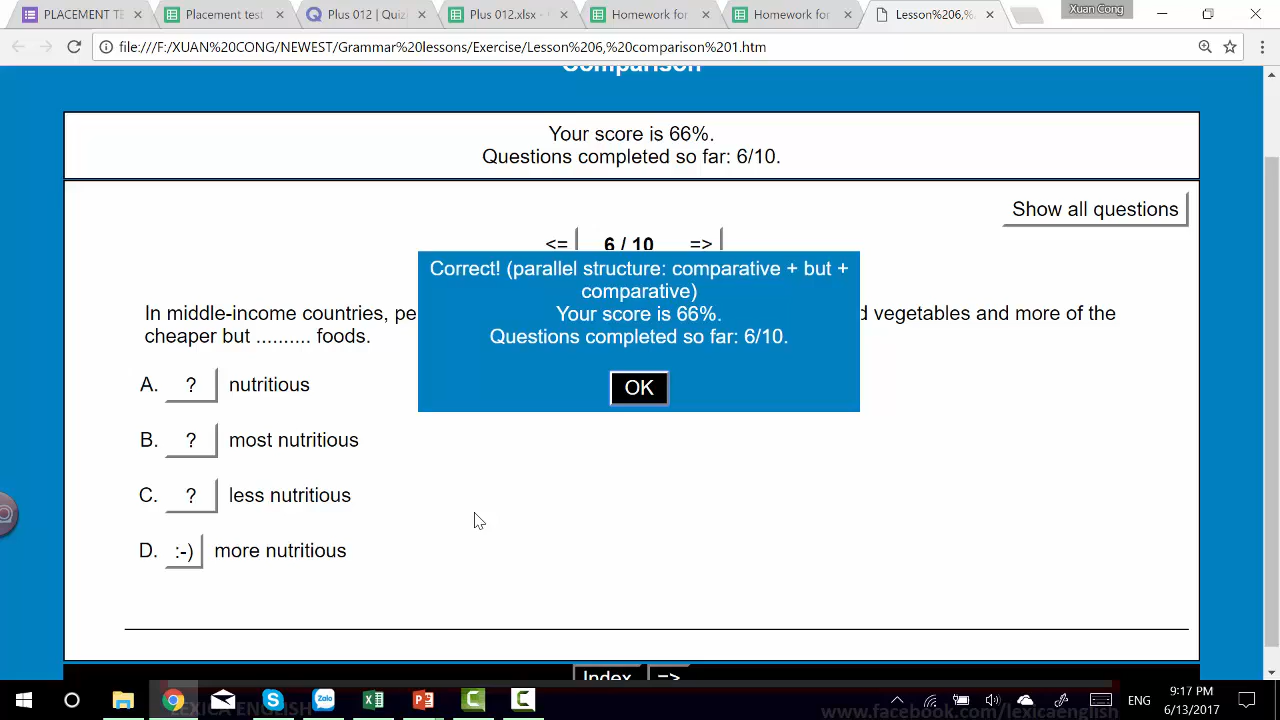 PLACEMENT TE
Placement test
Plus 012 | Quiz
Plus 012.xlsx -
Homework for
Homework for
Lesson%206,%
Xuan Cong
file:///F:/XUAN%20CONG/NEWEST/Grammar%20lessons/Exercise/Lesson%206,%20comparison%201.htm
Comparison
Your score is 66%.
Questions completed so far: 6/10.
Show all questions
<= 6 / 10 =>
Correct! (parallel structure: comparative + but +
comparative)
Your score is 66%.
Questions completed so far: 6/10.
OK
In middle-income countries, pe d vegetables and more of the
cheaper but .......... foods.
A. ? nutritious
B. ? most nutritious
C. ? less nutritious
D. :-) more nutritious
Index =>
Zalo
ENG
9:17 PM
6/13/2017
LEXICA ENGLISH
www.facebook.com/lexicaenglish